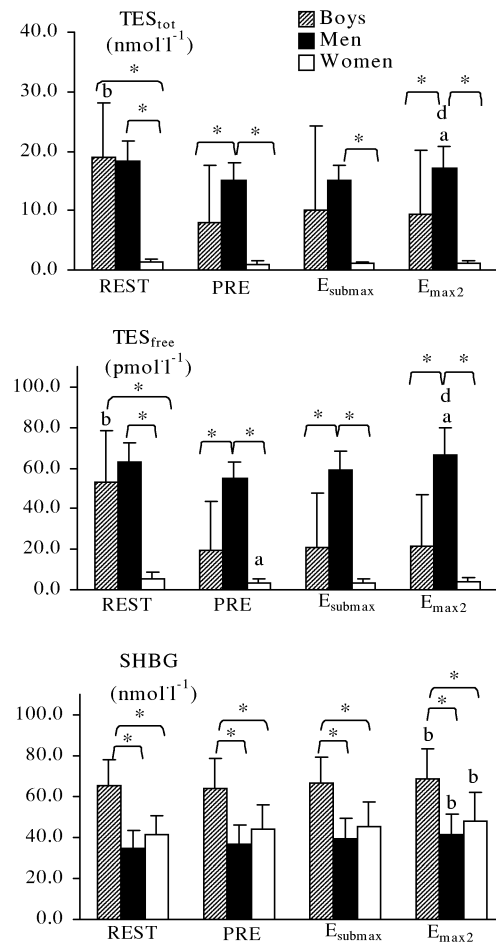 TES_tot
(nmol·l⁻¹)
Boys
Men
Women
40.0
30.0
20.0
10.0
0.0
*
b
*
*
*
*
*
*
d
a
REST
PRE
E_submax
E_max2
TES_free
(pmol·l⁻¹)
100.0
80.0
60.0
40.0
20.0
0.0
*
b
*
*
*
a
*
*
*
*
d
a
REST
PRE
E_submax
E_max2
SHBG
(nmol·l⁻¹)
100.0
80.0
60.0
40.0
20.0
0.0
*
*
*
*
*
*
*
*
b
b
b
REST
PRE
E_submax
E_max2